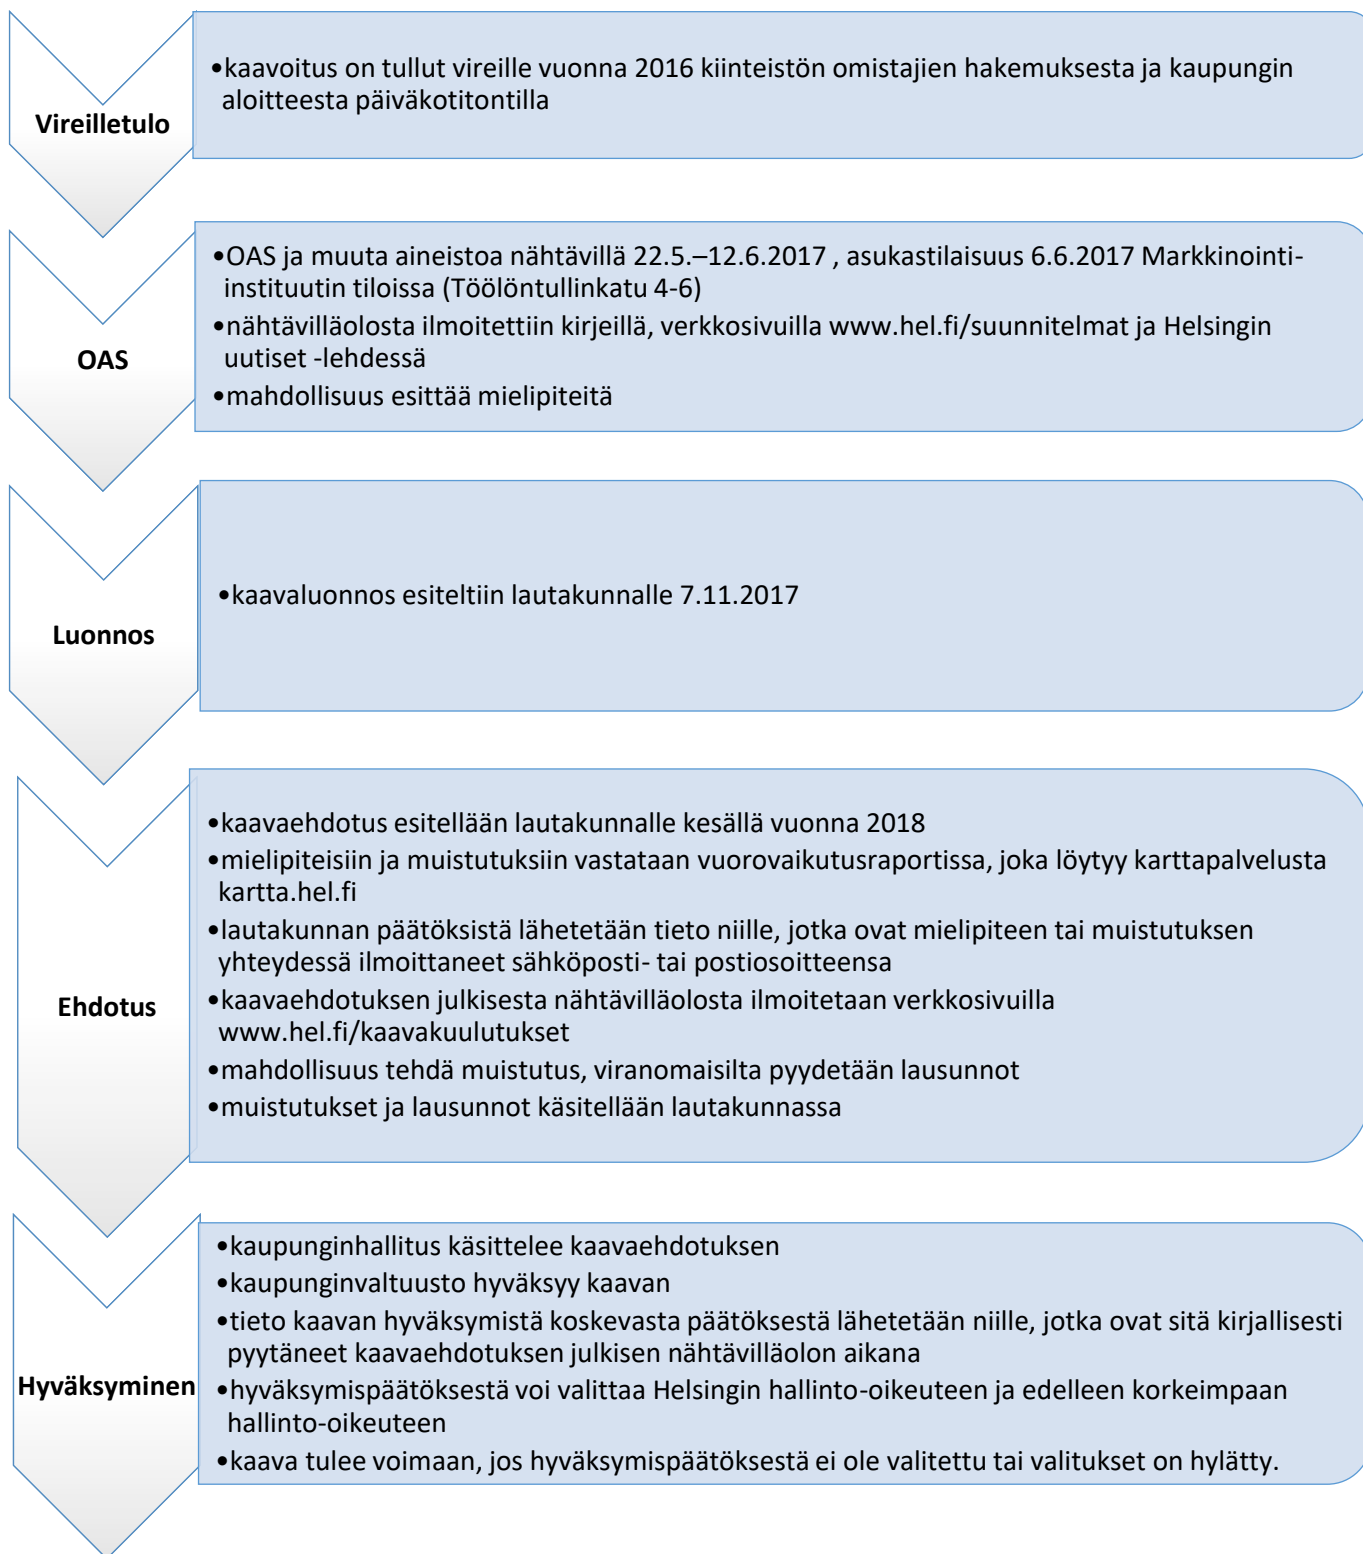 Vireilletulo
•kaavoitus on tullut vireille vuonna 2016 kiinteistön omistajien hakemuksesta ja kaupungin
aloitteesta päiväkotitontilla
OAS
•OAS ja muuta aineistoa nähtävillä 22.5.–12.6.2017 , asukastilaisuus 6.6.2017 Markkinointi-
instituutin tiloissa (Töölöntullinkatu 4-6)
•nähtävilläolosta ilmoitettiin kirjeillä, verkkosivuilla www.hel.fi/suunnitelmat ja Helsingin
uutiset -lehdessä
•mahdollisuus esittää mielipiteitä
Luonnos
•kaavaluonnos esiteltiin lautakunnalle 7.11.2017
Ehdotus
•kaavaehdotus esitellään lautakunnalle kesällä vuonna 2018
•mielipiteisiin ja muistutuksiin vastataan vuorovaikutusraportissa, joka löytyy karttapalvelusta
kartta.hel.fi
•lautakunnan päätöksistä lähetetään tieto niille, jotka ovat mielipiteen tai muistutuksen
yhteydessä ilmoittaneet sähköposti- tai postiosoitteensa
•kaavaehdotuksen julkisesta nähtävilläolosta ilmoitetaan verkkosivuilla
www.hel.fi/kaavakuulutukset
•mahdollisuus tehdä muistutus, viranomaisilta pyydetään lausunnot
•muistutukset ja lausunnot käsitellään lautakunnassa
Hyväksyminen
•kaupunginhallitus käsittelee kaavaehdotuksen
•kaupunginvaltuusto hyväksyy kaavan
•tieto kaavan hyväksymistä koskevasta päätöksestä lähetetään niille, jotka ovat sitä kirjallisesti
pyytäneet kaavaehdotuksen julkisen nähtävilläolon aikana
•hyväksymispäätöksestä voi valittaa Helsingin hallinto-oikeuteen ja edelleen korkeimpaan
hallinto-oikeuteen
•kaava tulee voimaan, jos hyväksymispäätöksestä ei ole valitettu tai valitukset on hylätty.